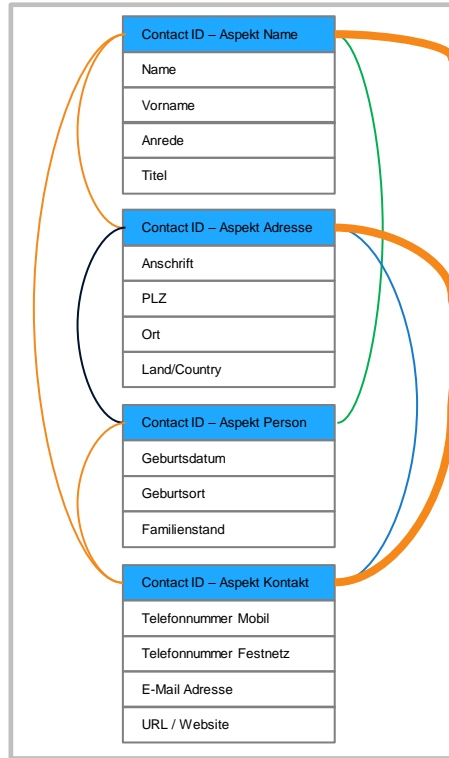 Contact ID – Aspekt Name
Name
Vorname
Anrede
Titel
Contact ID – Aspekt Adresse
Anschrift
PLZ
Ort
Land/Country
Contact ID – Aspekt Person
Geburtsdatum
Geburtsort
Familienstand
Contact ID – Aspekt Kontakt
Telefonnummer Mobil
Telefonnummer Festnetz
E-Mail Adresse
URL / Website